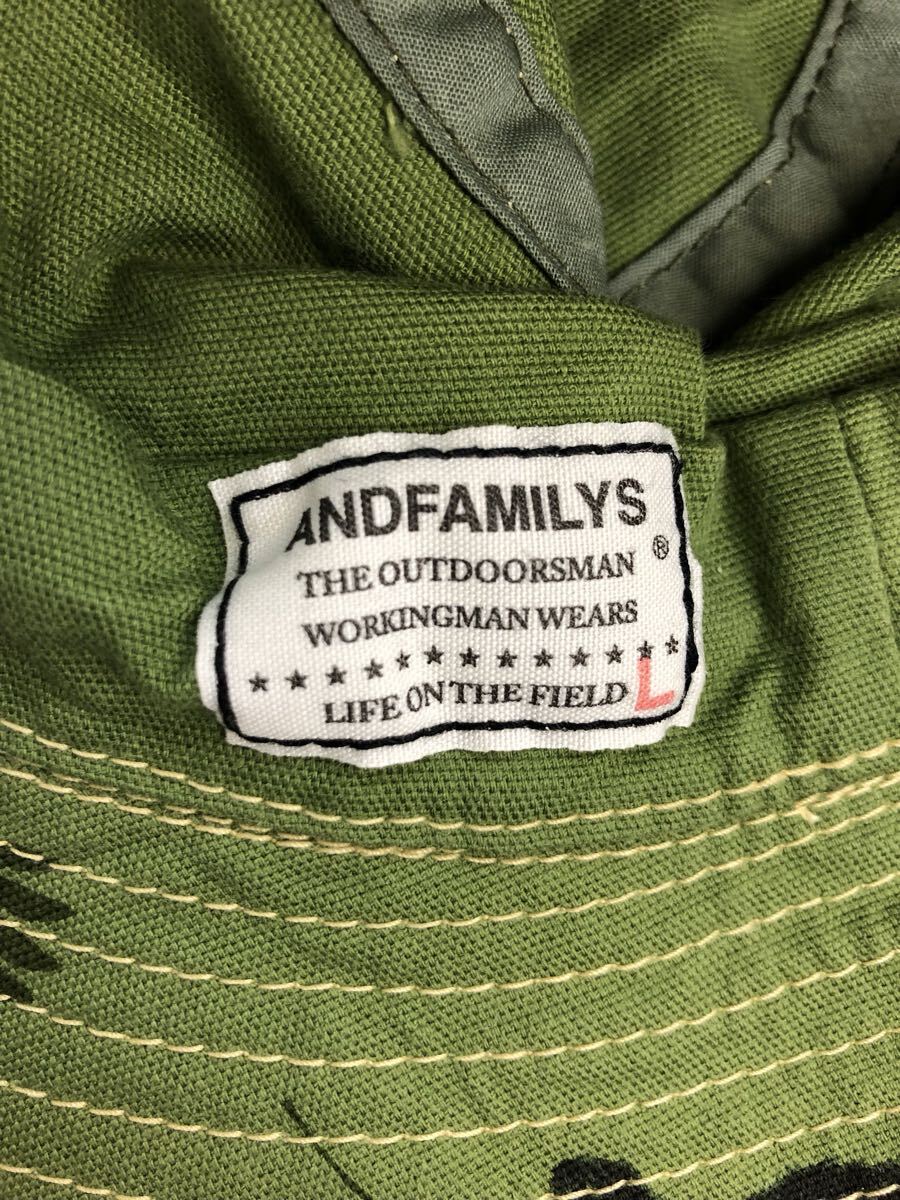 ANDFAMILYS
®
THE OUTDOORSMAN
WORKINGMAN WEARS
★★★★★★★★★★★★
LIFE ON THE FIELD L